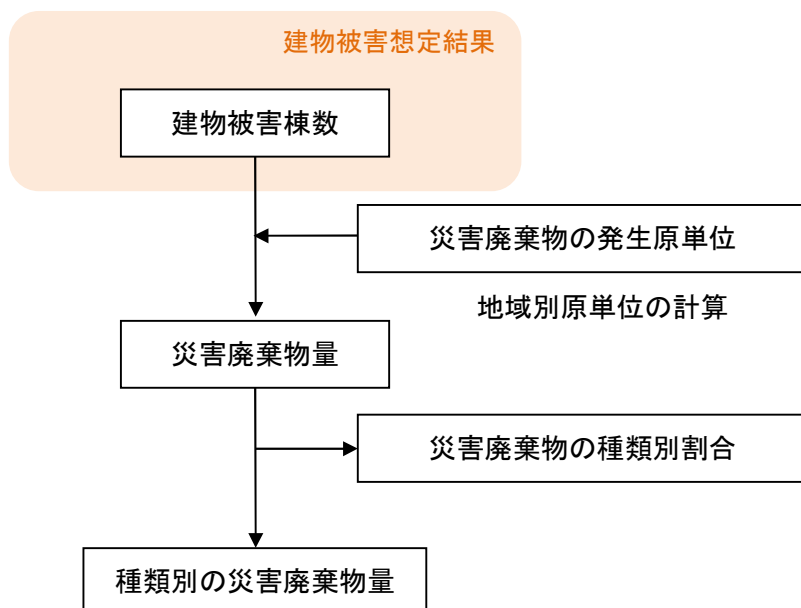 建物被害想定結果
建物被害棟数
災害廃棄物の発生原単位
地域別原単位の計算
災害廃棄物量
災害廃棄物の種類別割合
種類別の災害廃棄物量